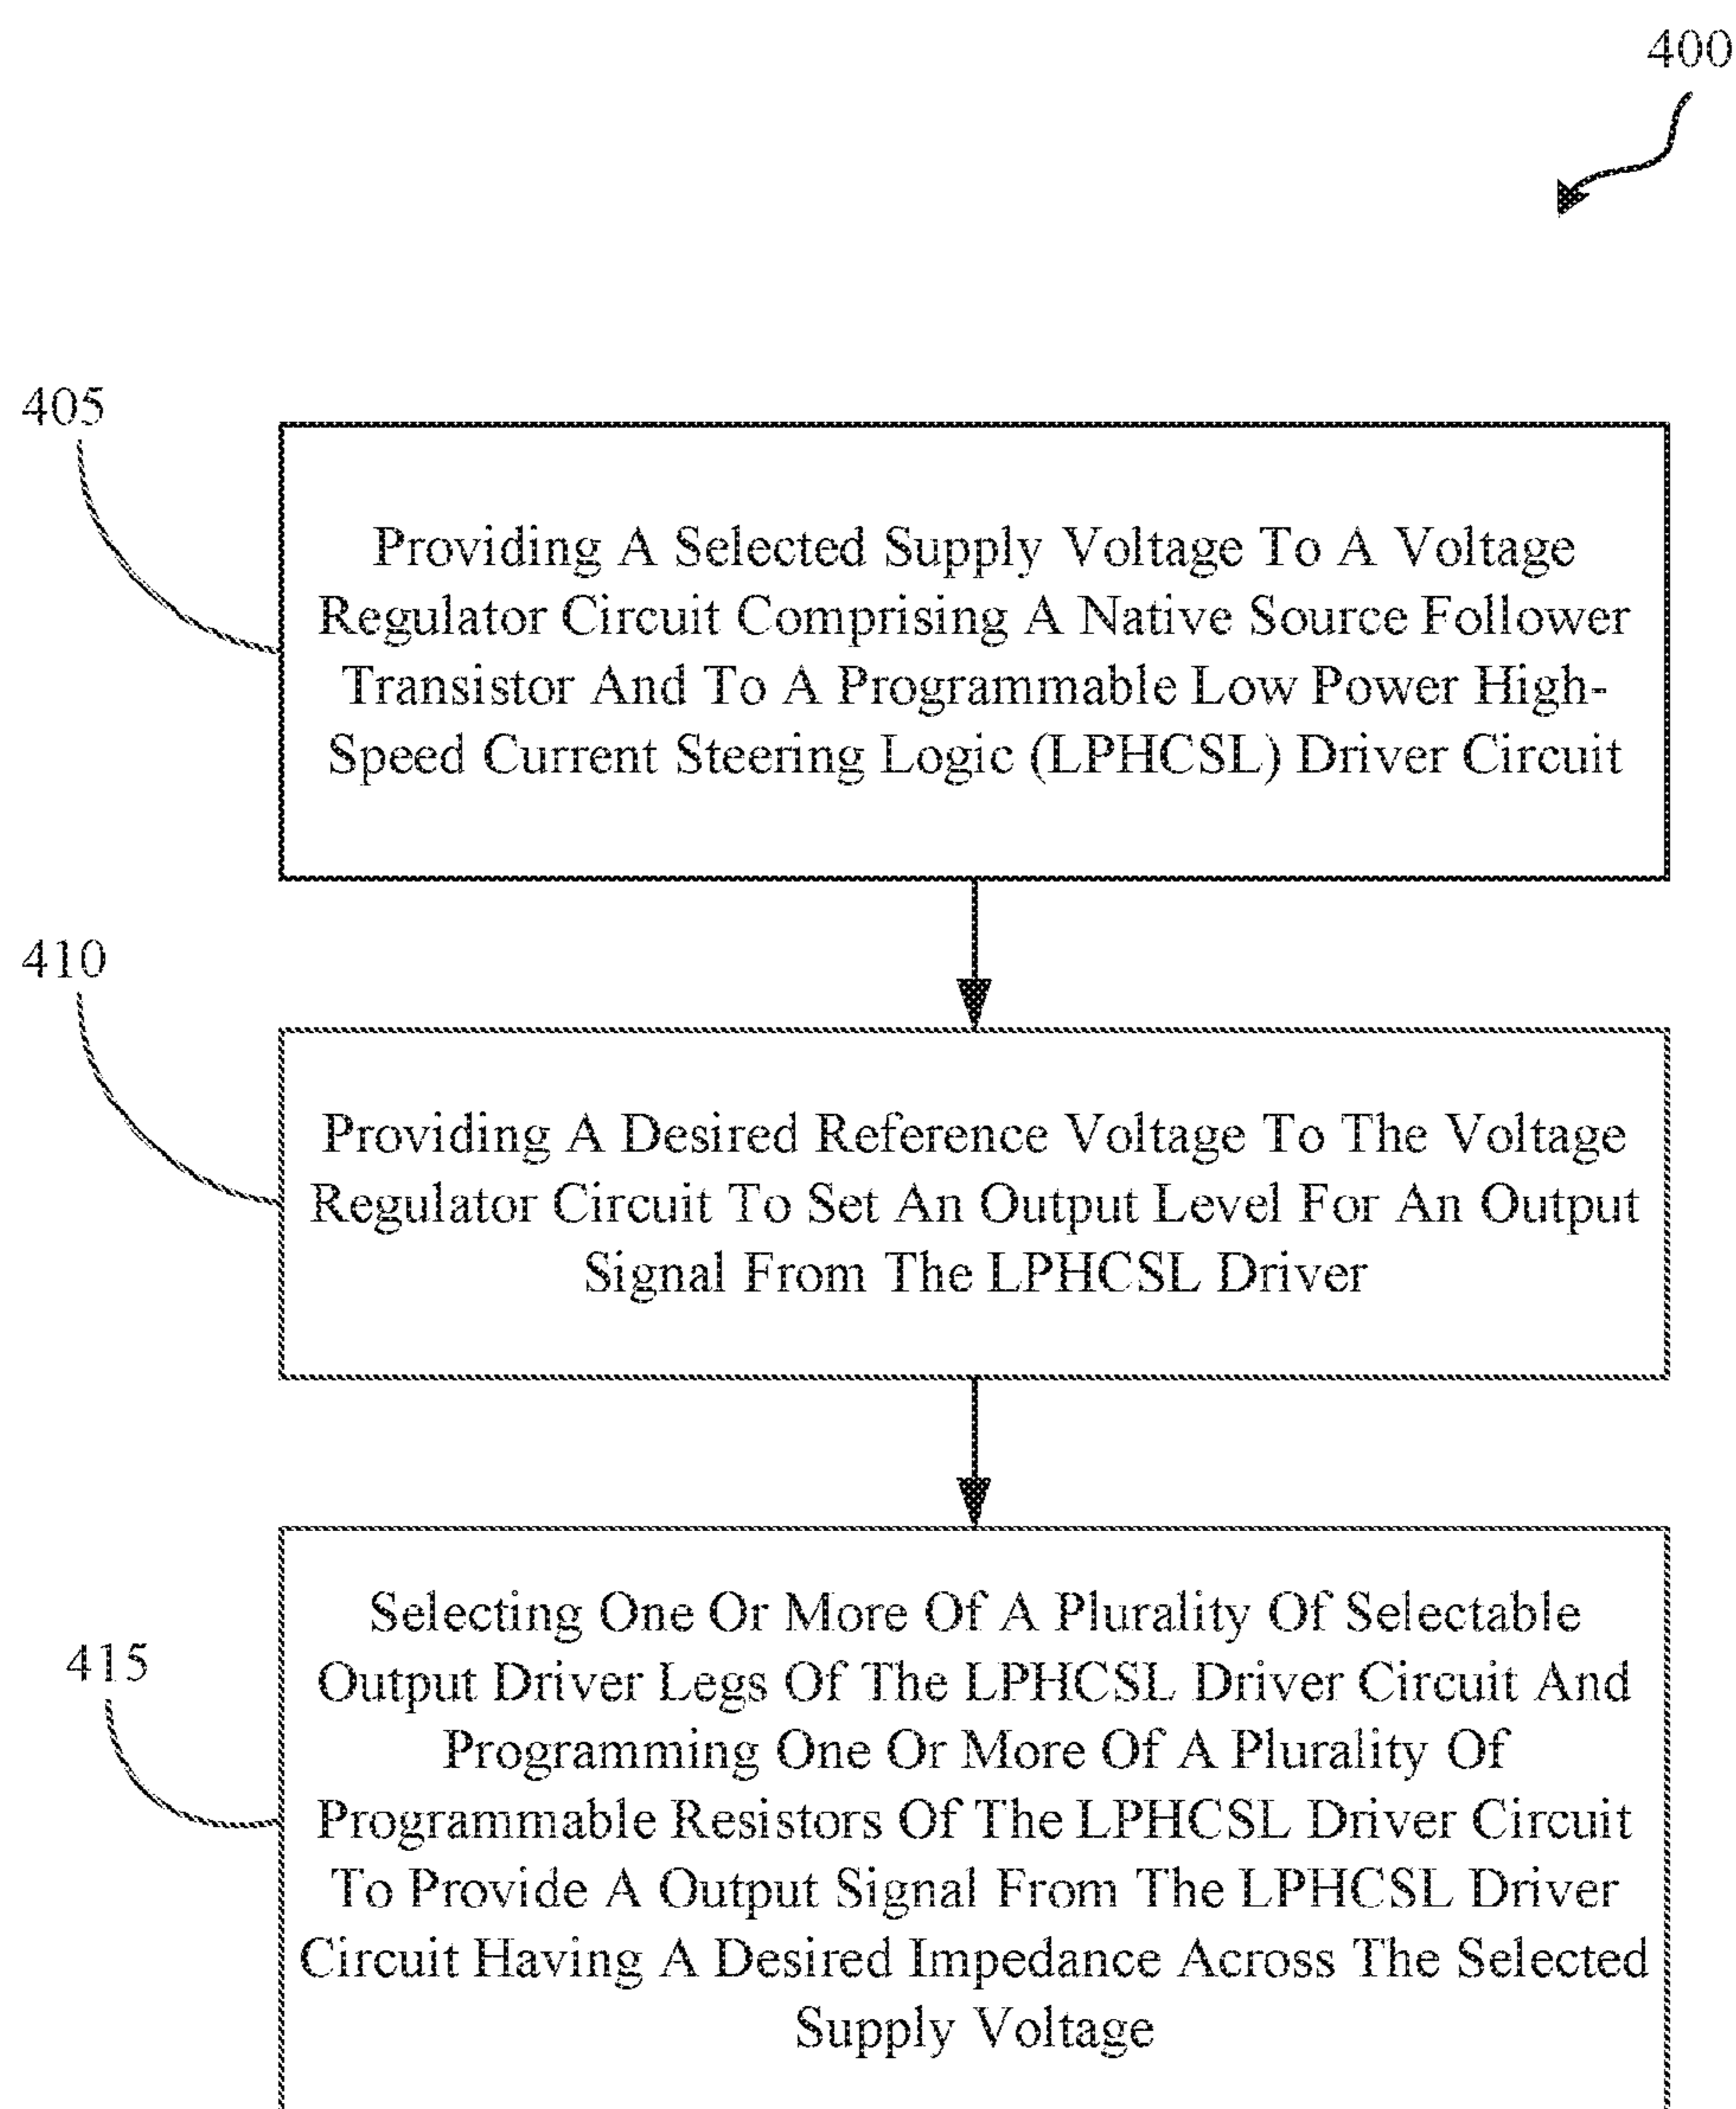 400
405
Providing A Selected Supply Voltage To A Voltage
Regulator Circuit Comprising A Native Source Follower
Transistor And To A Programmable Low Power High-
Speed Current Steering Logic (LPHCSL) Driver Circuit
410
Providing A Desired Reference Voltage To The Voltage
Regulator Circuit To Set An Output Level For An Output
Signal From The LPHCSL Driver
415
Selecting One Or More Of A Plurality Of Selectable
Output Driver Legs Of The LPHCSL Driver Circuit And
Programming One Or More Of A Plurality Of
Programmable Resistors Of The LPHCSL Driver Circuit
To Provide A Output Signal From The LPHCSL Driver
Circuit Having A Desired Impedance Across The Selected
Supply Voltage